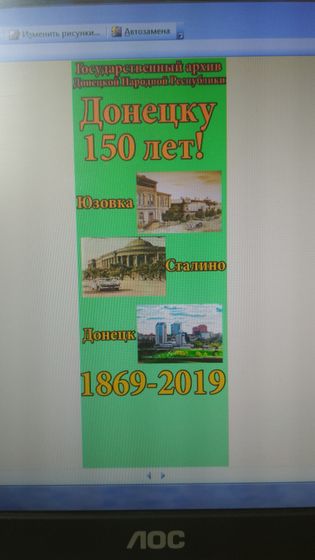 Изменить рисунки...
Автозамена
Государственный архив
Донецкой Народной Республики
Донецку
150 лет!
Юзовка
Сталино
Донецк
1869-2019
AOC